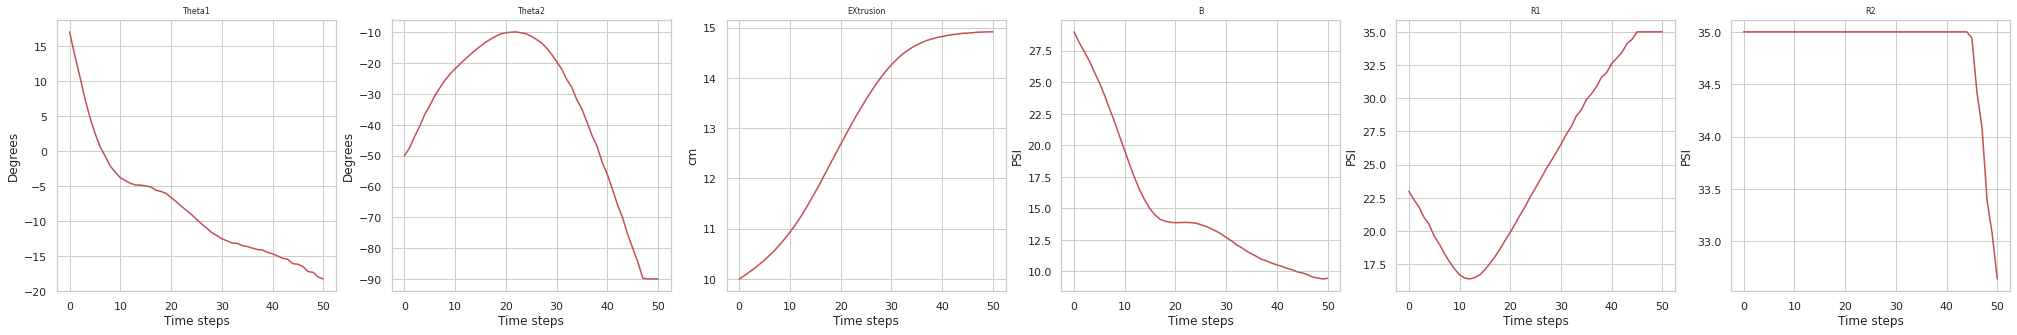 Theta1
Degrees
15
10
5
0
−5
−10
−15
−20
0 10 20 30 40 50
Time steps
Theta2
Degrees
−10
−20
−30
−40
−50
−60
−70
−80
−90
0 10 20 30 40 50
Time steps
EXtrusion
cm
15
14
13
12
11
10
0 10 20 30 40 50
Time steps
B
PSI
27.5
25.0
22.5
20.0
17.5
15.0
12.5
10.0
0 10 20 30 40 50
Time steps
R1
PSI
35.0
32.5
30.0
27.5
25.0
22.5
20.0
17.5
0 10 20 30 40 50
Time steps
R2
PSI
35.0
34.5
34.0
33.5
33.0
0 10 20 30 40 50
Time steps